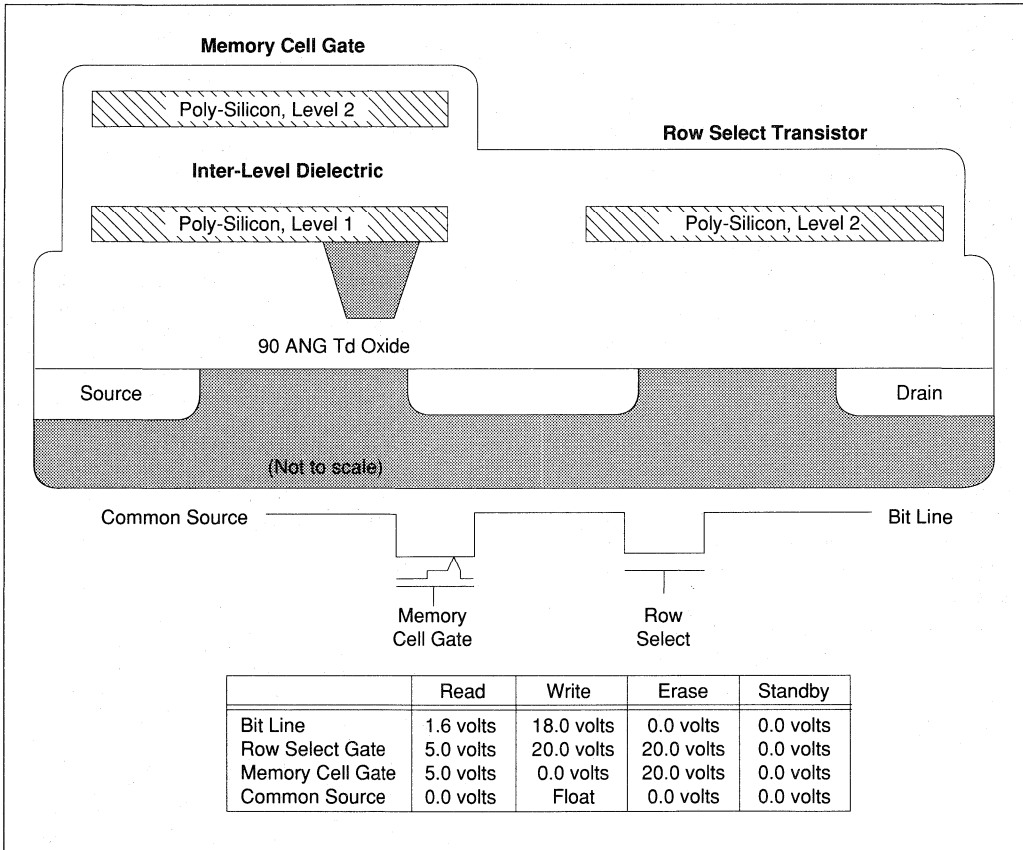 Memory Cell Gate
Poly-Silicon, Level 2
Row Select Transistor
Inter-Level Dielectric
Poly-Silicon, Level 1
Poly-Silicon, Level 2
90 ANG Td Oxide
Source
Drain
(Not to scale)
Common Source
Bit Line
Memory
Cell Gate
Row
Select
Read Write Erase Standby
Bit Line 1.6 volts 18.0 volts 0.0 volts 0.0 volts
Row Select Gate 5.0 volts 20.0 volts 20.0 volts 0.0 volts
Memory Cell Gate 5.0 volts 0.0 volts 20.0 volts 0.0 volts
Common Source 0.0 volts Float 0.0 volts 0.0 volts